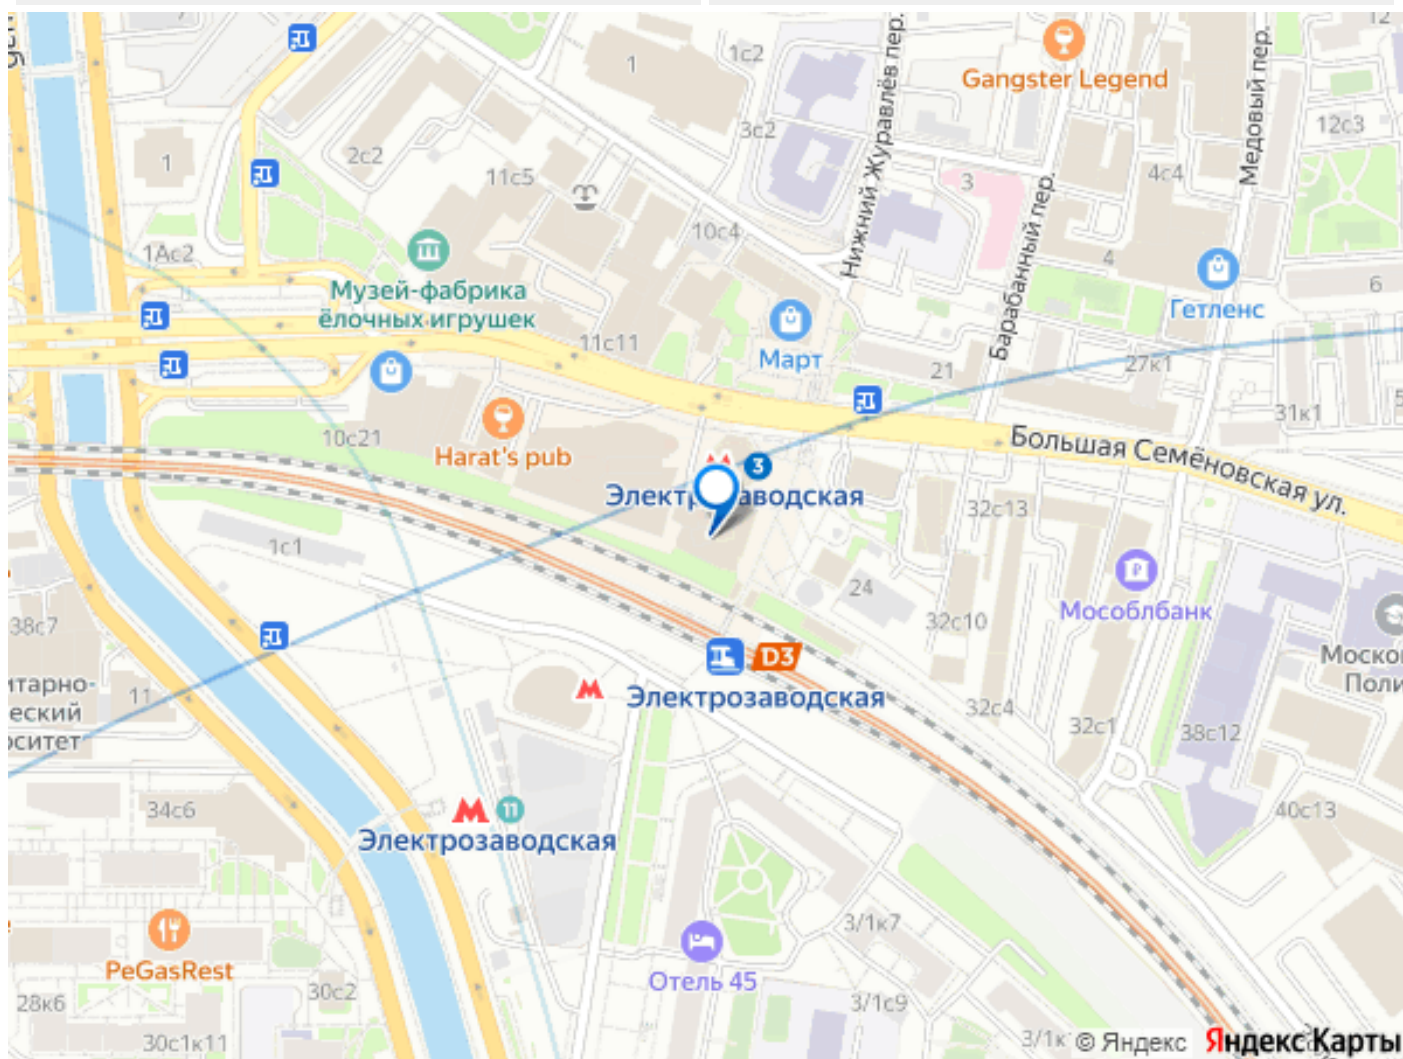 12
1с2
1
Gangster Legend
Нижний Журавлёв пер.
Медовый пер.
3с2
12с3
2с2
1
11с5
3
4с4
Барабанный пер.
10с4
1Ас2
4
6
Музей-фабрика
ёлочных игрушек
Гетленс
11с11
Март
21
27к1
31к1
10с21
Harat's pub
Большая Семёновская ул.
3
Электрозаводская
32с13
1с1
24
Мособлбанк
38с7
32с10
D3
Электрозаводская
11
32с4
32с1
38с12
34с6
11
Электрозаводская
40с13
3/1к7
PeGasRest
Отель 45
28к6
30с2
3/1с9
30с1к11
© Яндекс
Яндекс Карты